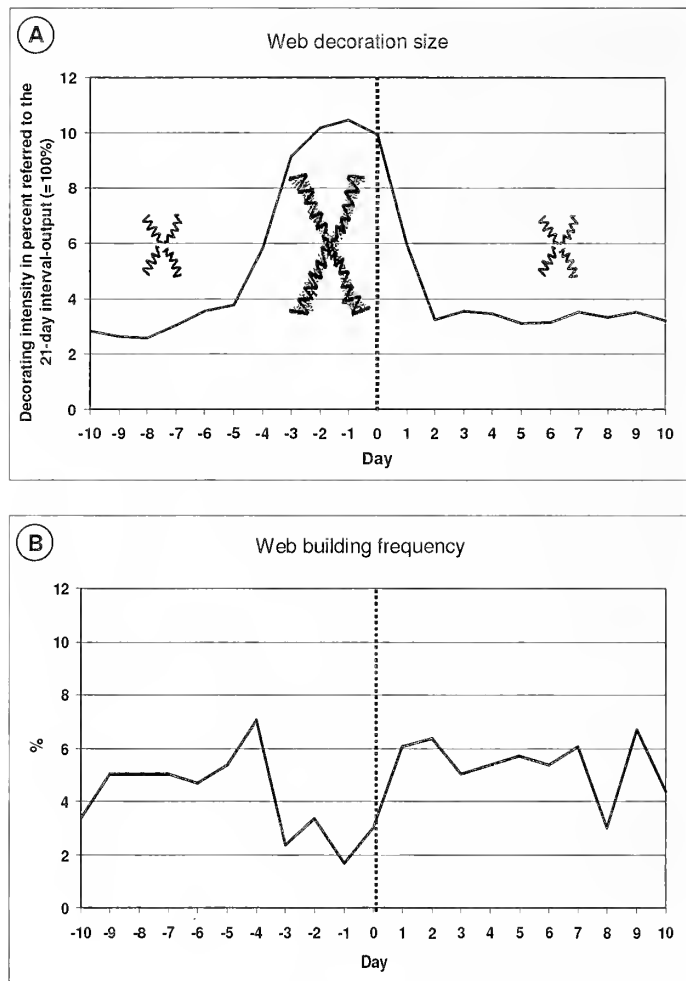 A
Web decoration size
Decorating intensity in percent referred to the
21-day interval-output (=100%)
12
10
8
6
4
2
0
-10 -9 -8 -7 -6 -5 -4 -3 -2 -1 0 1 2 3 4 5 6 7 8 9 10
Day
B
Web building frequency
%
12
10
8
6
4
2
0
-10 -9 -8 -7 -6 -5 -4 -3 -2 -1 0 1 2 3 4 5 6 7 8 9 10
Day